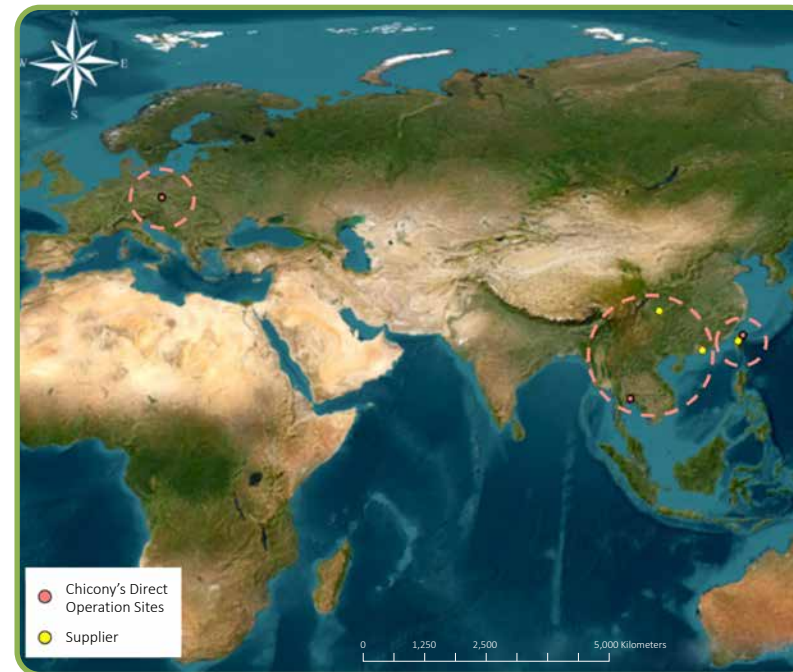 N
W
E
S
Chicony's Direct
Operation Sites
Supplier
0 1,250 2,500 5,000 Kilometers